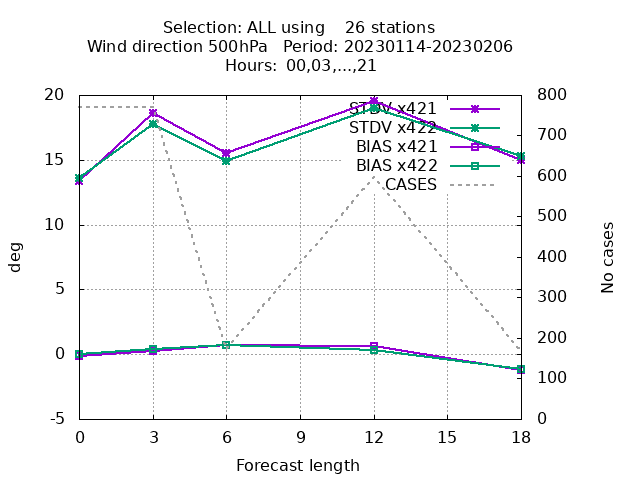 Selection: ALL using 26 stations
Wind direction 500hPa Period: 20230114-20230206
Hours: 00,03,...,21
20 800
STDV x421
STDV x422
700
BIAS x421
15
BIAS x422
600
CASES
500
10
400
5
300
200
0
100
-5 0
0 3 6 9 12 15 18
Forecast length
deg
No cases